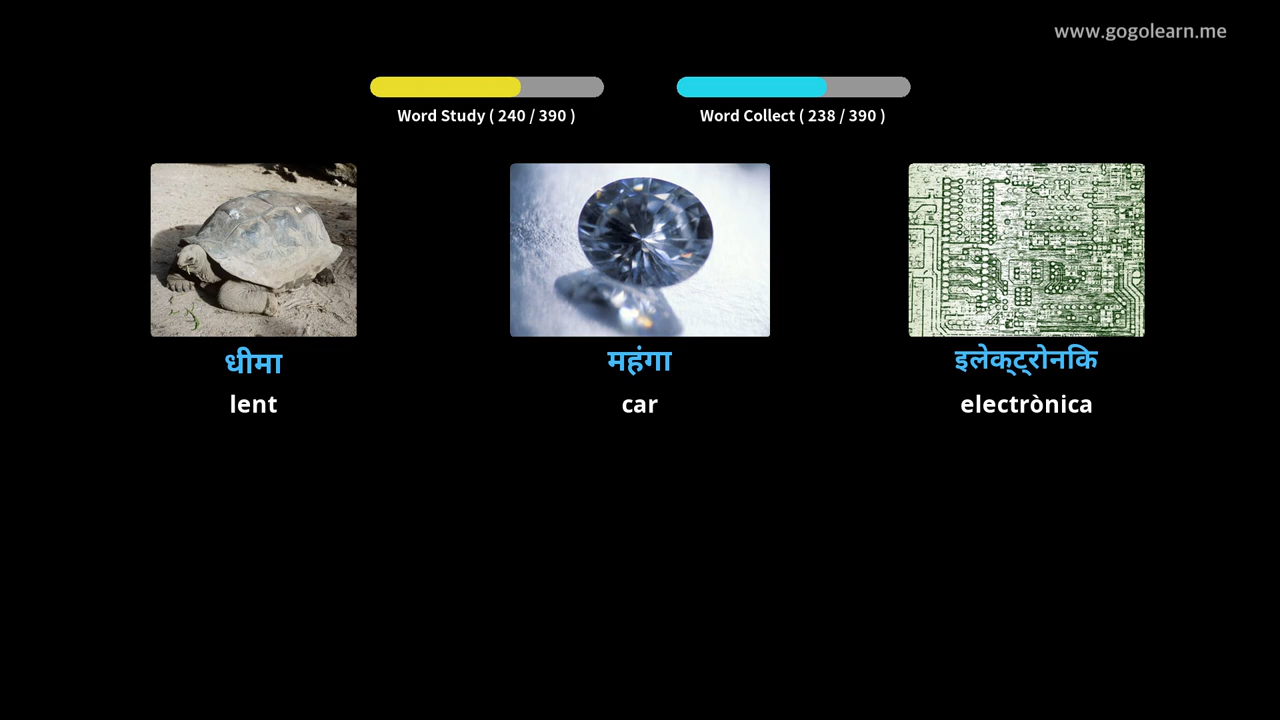 www.gogolearn.me
Word Study ( 240 / 390 )
Word Collect ( 238 / 390 )
धीमा
महंगा
इलेक्ट्रोनकि
lent
car
electrònica